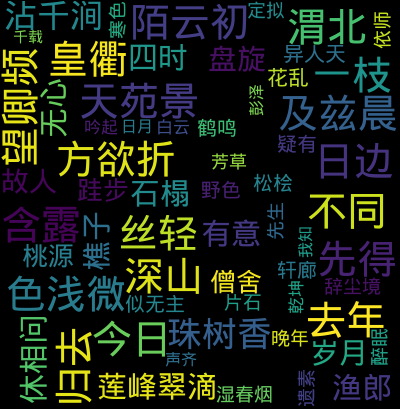 沾千涧
寒色
陌云初
定拟
渭北
依师
千载
皇衢
四时
盘旋
异人天
一枝
望卿频
无心
天苑景
花乱
彭泽
及兹晨
吟起
日月
白云
鹤鸣
疑有
日边
方欲折
芳草
故人
跬步
石榻
野色
松桧
不同
含露
樵子
丝轻
有意
先生
我知
先得
桃源
深山
僧舍
轩廊
辞尘境
色浅微
似无主
片石
乾坤
去年
休相问
归去
今日
珠树香
晚年
岁月
醉眠
声齐
莲峰翠滴
湿春烟
遗素
渔郎